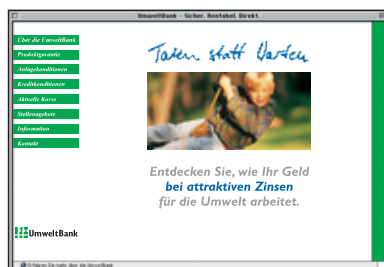 UmweltBank - Sicher. Rentabel. Direkt.
Über die UmweltBank
Produktgarantie
Anlagekonditionen
Kreditkonditionen
Aktuelle Kurse
Stellenagebote
Information
Kontakt
Taten statt Warten
Entdecken Sie, wie Ihr Geld
bei attraktiven Zinsen
für die Umwelt arbeitet.
UmweltBank
Erfahren Sie mehr über die UmweltBank